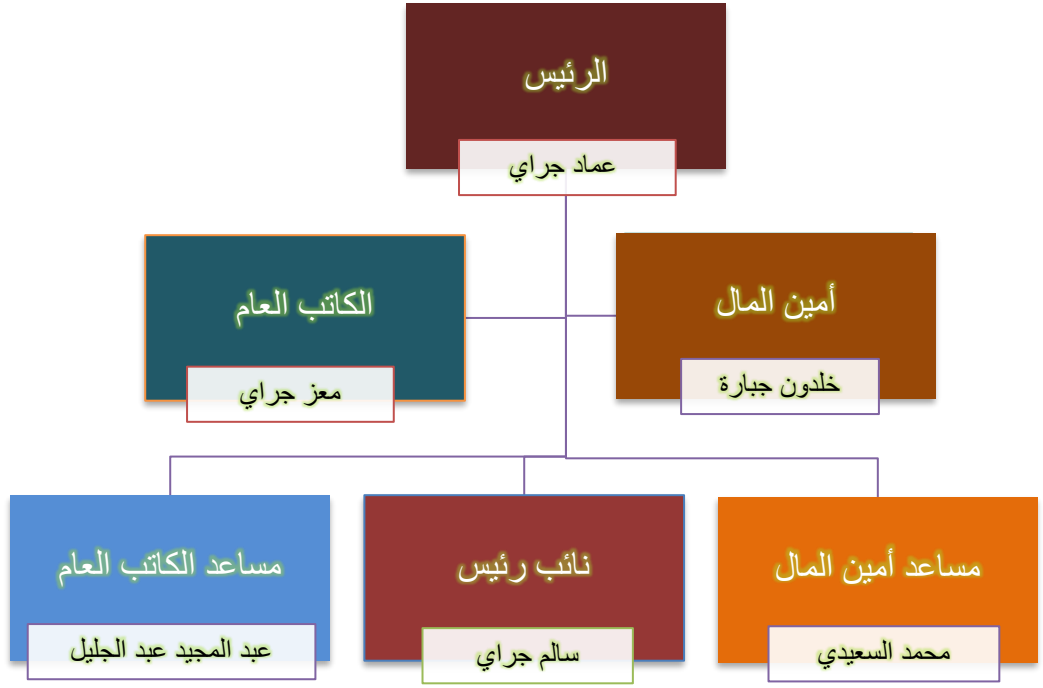 الرئيس
عماد جراي
أمين المال
خلدون جبارة
الكاتب العام
معز جراي
مساعد أمين المال
محمد السعيدي
نائب رئيس
سالم جراي
مساعد الكاتب العام
عبد المجيد عبد الجليل